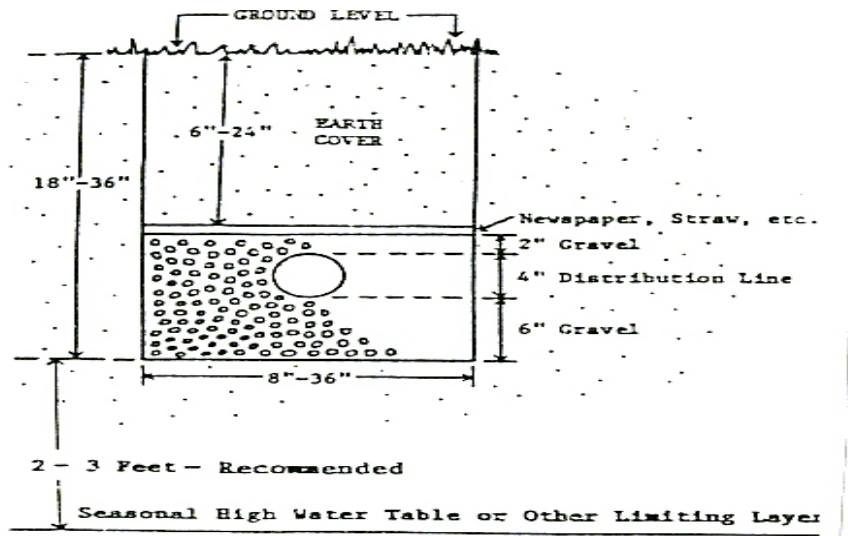 GROUND LEVEL
6"-24"
EARTH
COVER
18"-36"
Newspaper, Straw, etc.
2" Gravel
4" Distribution Line
6" Gravel
8"-36"
2 - 3 Feet - Recommended
Seasonal High Water Table or Other Limiting Layer